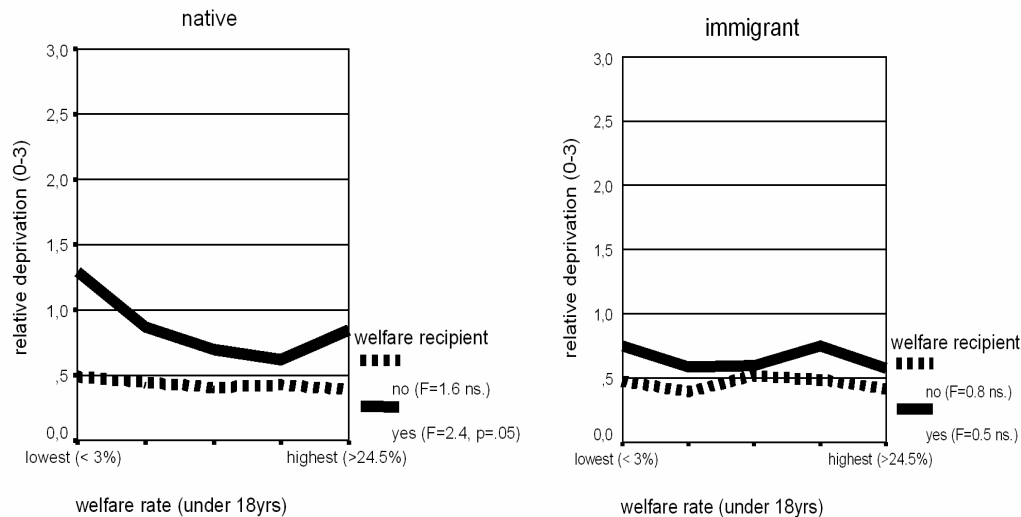 native
3,0
2,5
2,0
1,5
1,0
,5
0,0
relative deprivation (0-3)
lowest (< 3%)
highest (>24.5%)
welfare rate (under 18yrs)
welfare recipient
no (F=1.6 ns.)
yes (F=2.4, p=.05)
immigrant
3,0
2,5
2,0
1,5
1,0
,5
0,0
relative deprivation (0-3)
lowest (< 3%)
highest (>24.5%)
welfare rate (under 18yrs)
welfare recipient
no (F=0.8 ns.)
yes (F=0.5 ns.)